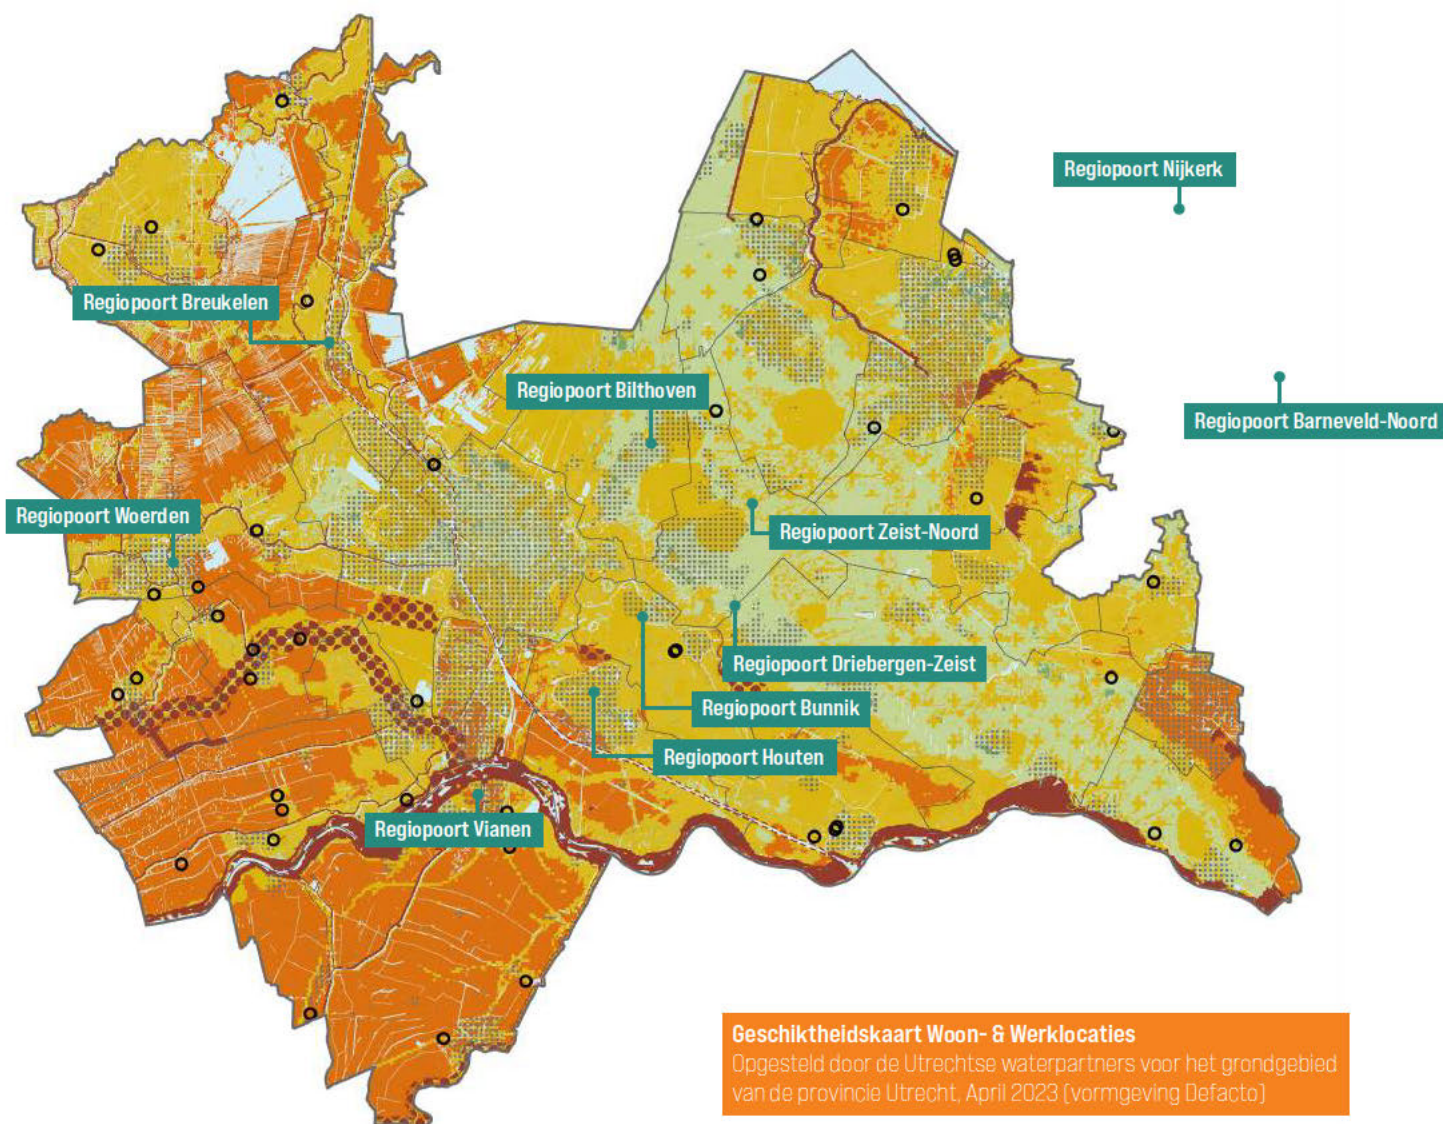 Regiopoort Nijkerk
Regiopoort Breukelen
Regiopoort Bilthoven
Regiopoort Barneveld-Noord
Regiopoort Woerden
Regiopoort Zeist-Noord
Regiopoort Driebergen-Zeist
Regiopoort Bunnik
Regiopoort Houten
Regiopoort Vianen
Geschiktheidskaart Woon- & Werklocaties
Opgesteld door de Utrechtse waterpartners voor het grondgebied
van de provincie Utrecht, April 2023 (vormgeving Defacto)